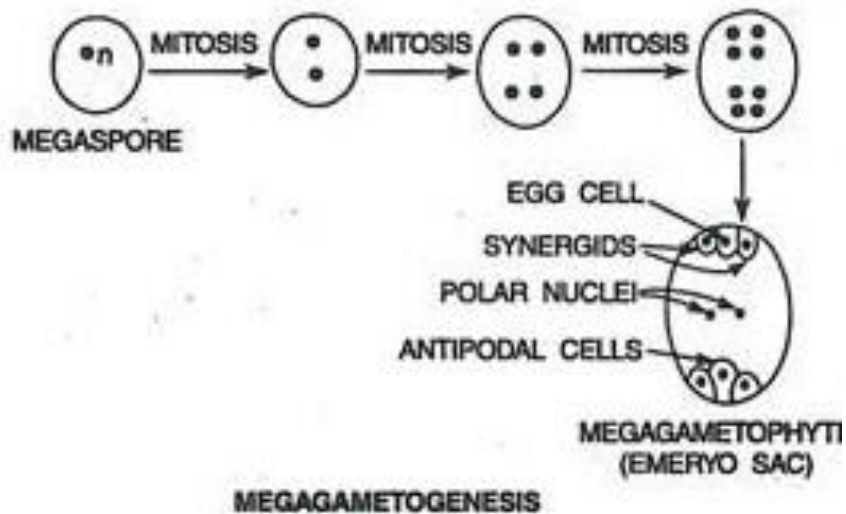 n
MITOSIS
MITOSIS
MITOSIS
MEGASPORE
EGG CELL
SYNERGIDS
POLAR NUCLEI
ANTIPODAL CELLS
MEGAGAMETOPHYT
(EMERYO SAC)
MEGAGAMETOGENESIS